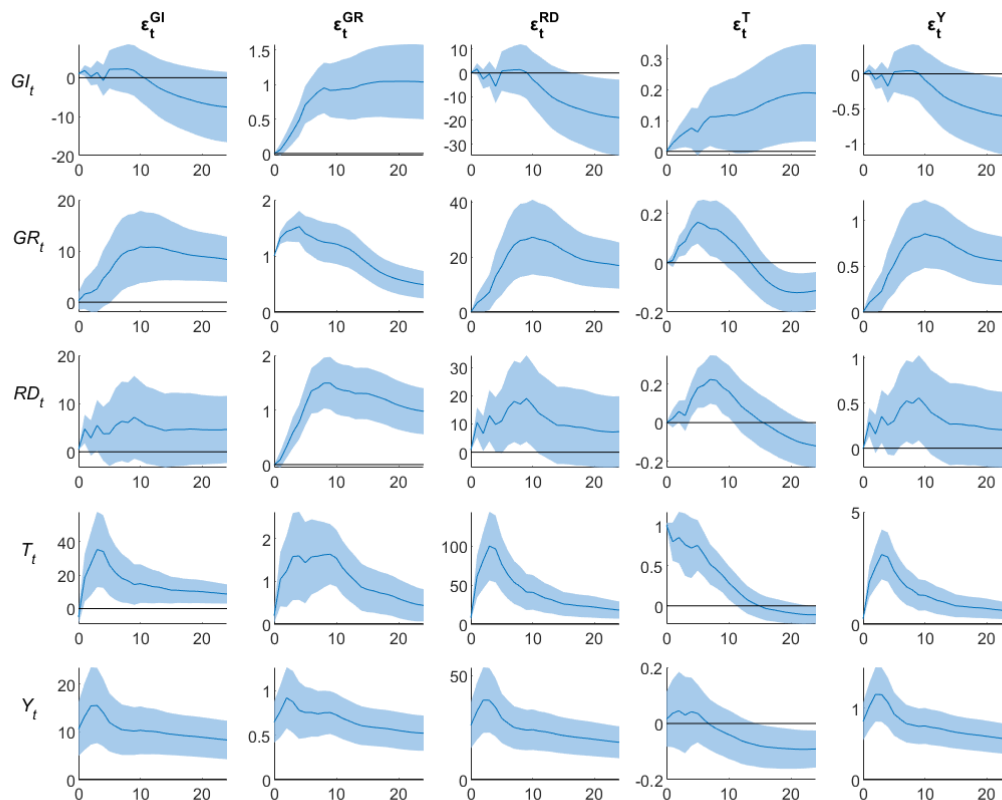 ε_t^GI ε_t^GR ε_t^RD ε_t^T ε_t^Y
GI_t
0 -10 -20 0 10 20
1.5 1 0.5 0 0 10 20
10 0 -10 -20 -30 0 10 20
0.3 0.2 0.1 0 0 10 20
0 -0.5 -1 0 10 20
GR_t
20 10 0 0 10 20
2 1 0 0 10 20
40 20 0 0 10 20
0.2 0 -0.2 0 10 20
1 0.5 0 0 10 20
RD_t
20 10 0 0 10 20
2 1 0 0 10 20
30 20 10 0 0 10 20
0.2 0 -0.2 0 10 20
1 0.5 0 0 10 20
T_t
40 20 0 0 10 20
2 1 0 0 10 20
100 50 0 0 10 20
1 0.5 0 0 10 20
5 0 0 10 20
Y_t
20 10 0 0 10 20
1 0.5 0 0 10 20
50 0 0 10 20
0.2 0 -0.2 0 10 20
1 0 0 10 20